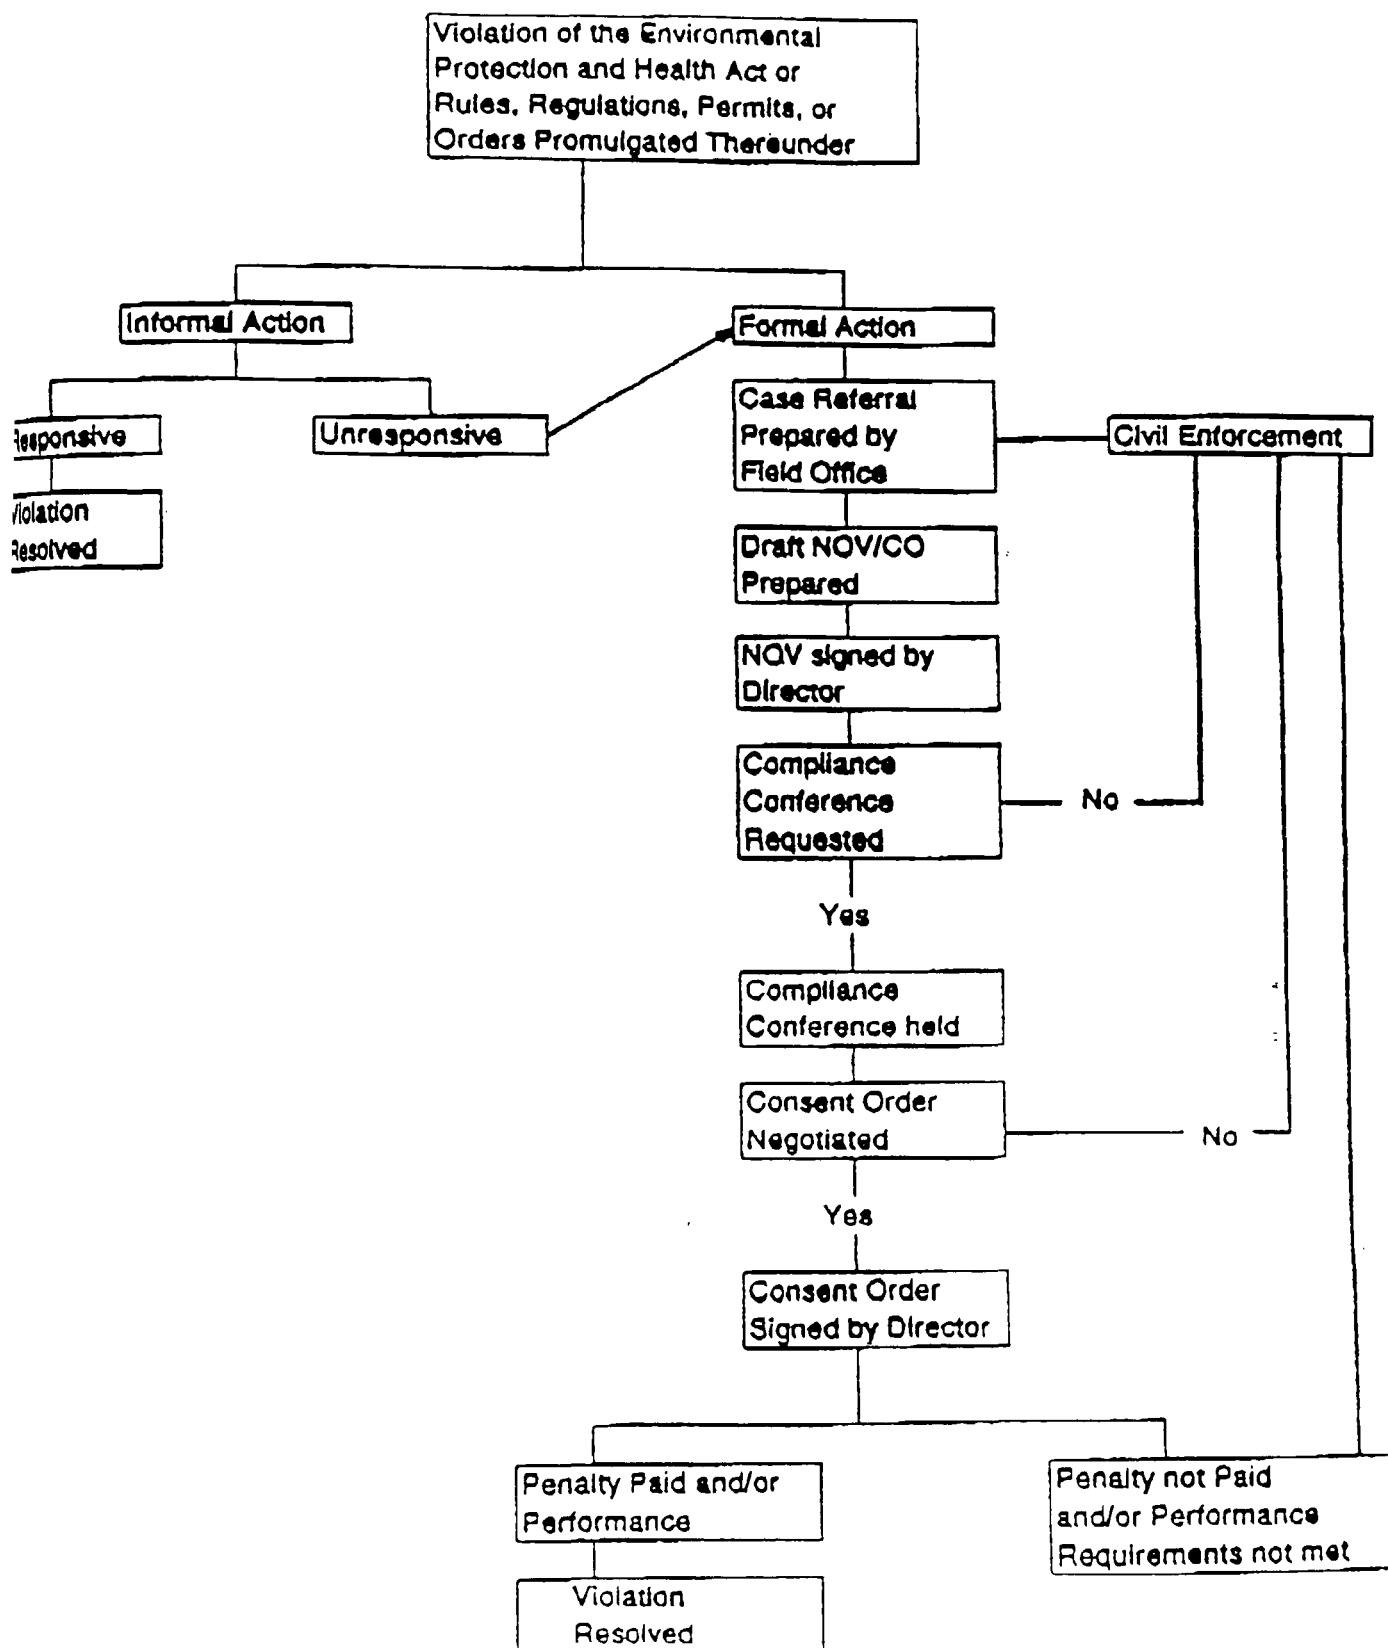 Violation of the Environmental
Protection and Health Act or
Rules, Regulations, Permits, or
Orders Promulgated Thereunder
Informal Action
Formal Action
Responsive
Unresponsive
Case Referral
Prepared by
Field Office
Civil Enforcement
Violation
Resolved
Draft NOV/CO
Prepared
NOV signed by
Director
Compliance
Conference
Requested
No
Yes
Compliance
Conference held
Consent Order
Negotiated
No
Yes
Consent Order
Signed by Director
Penalty Paid and/or
Performance
Penalty not Paid
and/or Performance
Requirements not met
Violation
Resolved